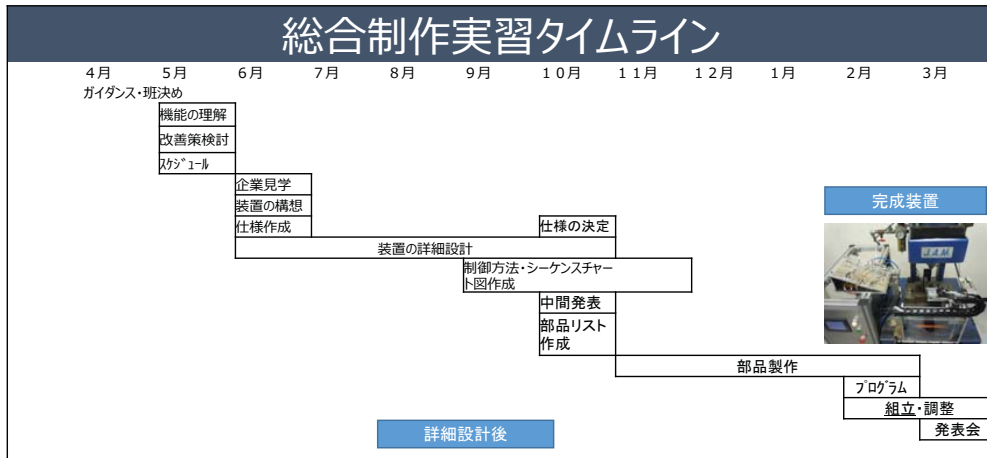 総合制作実習タイムライン
4月 5月 6月 7月 8月 9月 10月 11月 12月 1月 2月 3月
ガイダンス・班決め
機能の理解
改善策検討
スケジュール
企業見学
装置の構想
仕様作成
仕様の決定
装置の詳細設計
制御方法・シーケンスチャー
ト図作成
中間発表
部品リスト
作成
部品製作
プログラム
組立・調整
発表会
完成装置
詳細設計後